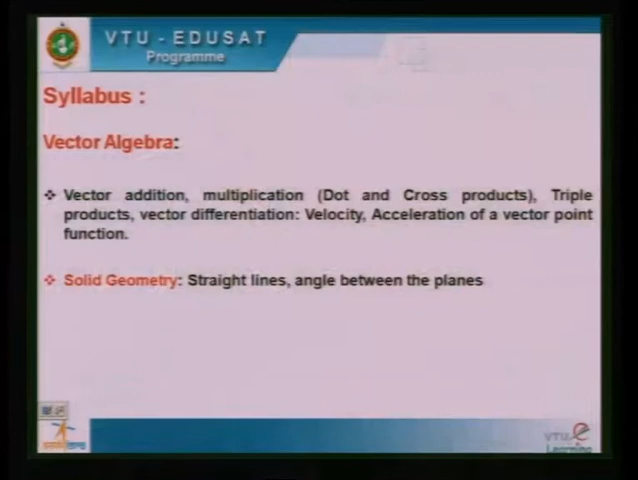 VTU - EDUSAT
Programme
Syllabus :
Vector Algebra:
Vector addition, multiplication (Dot and Cross products), Triple
products, vector differentiation: Velocity, Acceleration of a vector point
function.
Solid Geometry: Straight lines, angle between the planes
VTU e
Learning